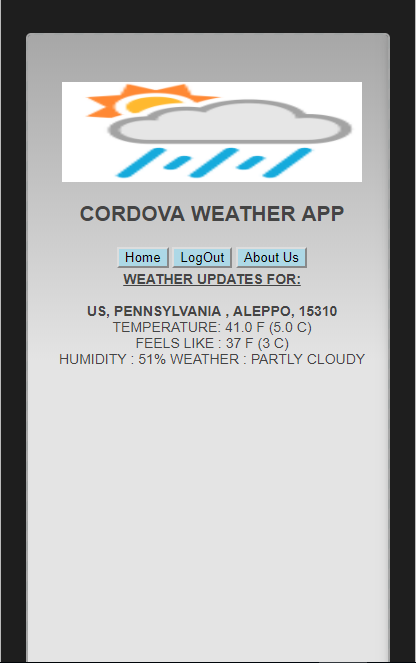 CORDOVA WEATHER APP
Home LogOut About Us
WEATHER UPDATES FOR:
US, PENNSYLVANIA , ALEPPO, 15310
TEMPERATURE: 41.0 F (5.0 C)
FEELS LIKE : 37 F (3 C)
HUMIDITY : 51% WEATHER : PARTLY CLOUDY